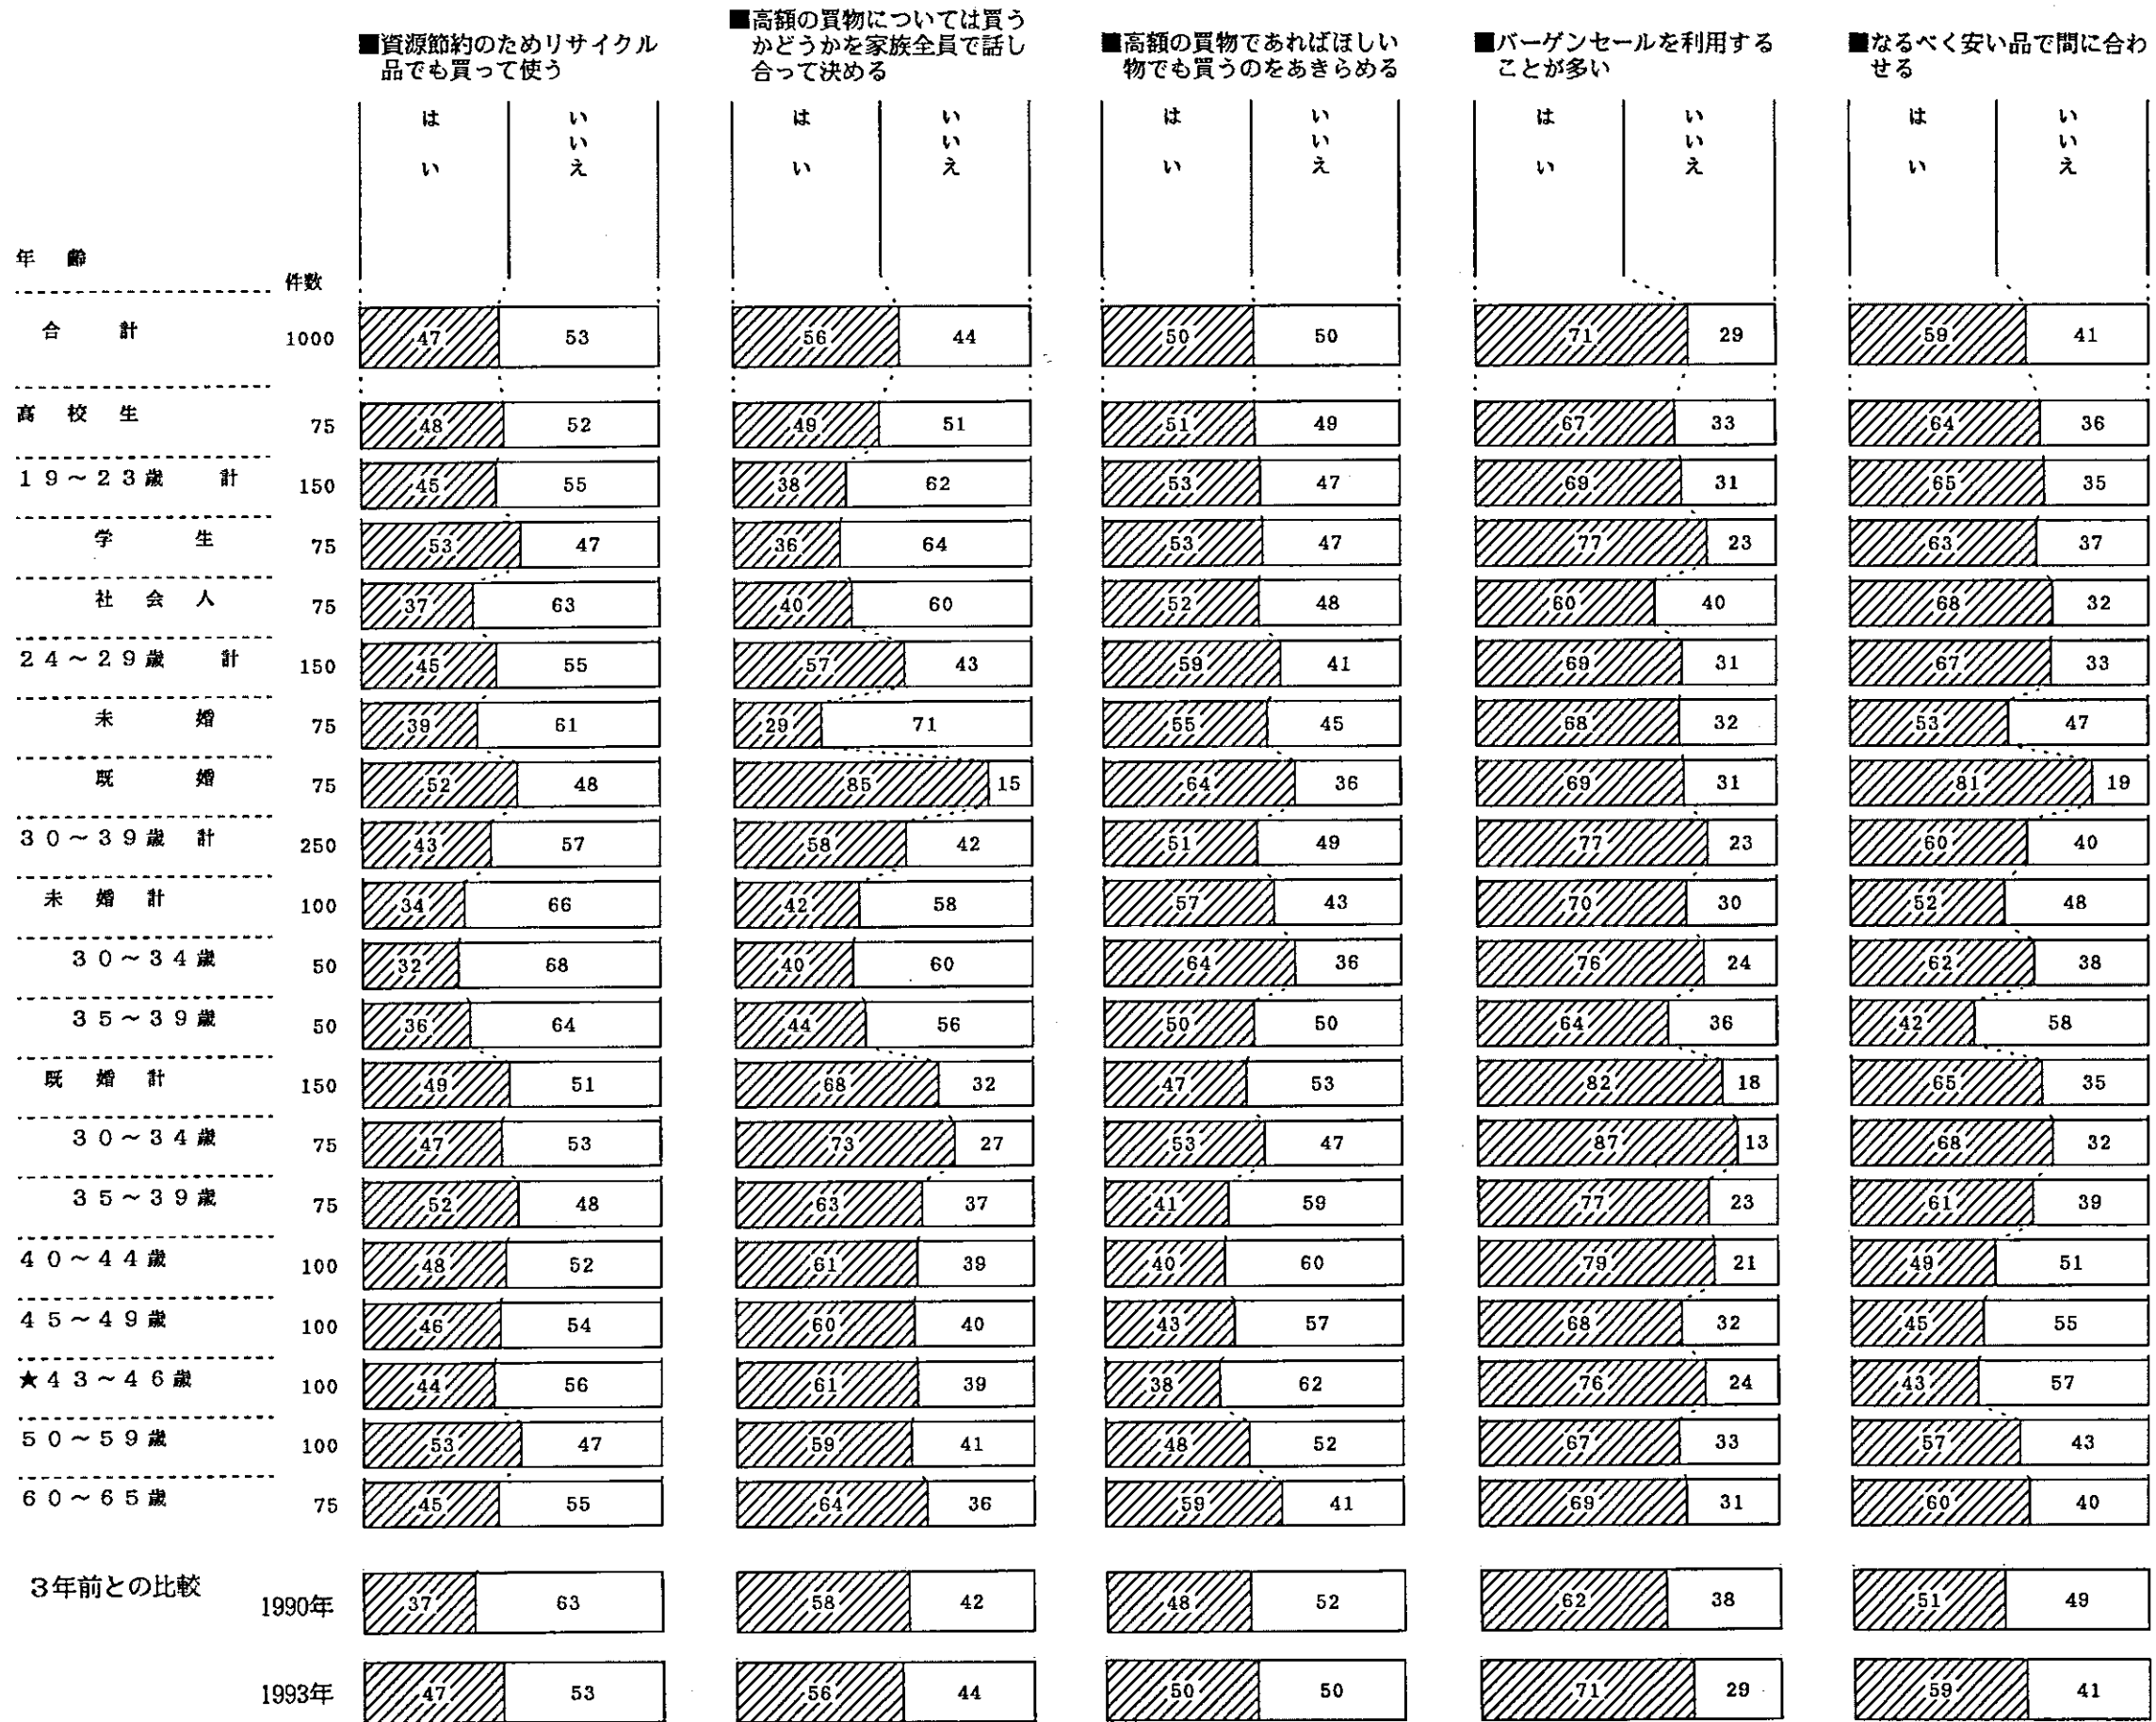 ■資源節約のためリサイクル
品でも買って使う
■高額の買物については買う
かどうかを家族全員で話し
合って決める
■高額の買物であればほしい
物でも買うのをあきらめる
■バーゲンセールを利用する
ことが多い
■なるべく安い品で間に合わ
せる
はい いいえ はい いいえ はい いいえ はい いいえ はい いいえ
年齢
件数
合計 1000 47 53 56 44 50 50 71 29 59 41
高校生 75 48 52 49 51 51 49 67 33 64 36
19~23歳 計 150 45 55 38 62 53 47 69 31 65 35
学生 75 53 47 36 64 53 47 77 23 63 37
社会人 75 37 63 40 60 52 48 60 40 68 32
24~29歳 計 150 45 55 57 43 59 41 69 31 67 33
未婚 75 39 61 29 71 55 45 68 32 53 47
既婚 75 52 48 85 15 64 36 69 31 81 19
30~39歳 計 250 43 57 58 42 51 49 77 23 60 40
未婚計 100 34 66 42 58 57 43 70 30 52 48
30~34歳 50 32 68 40 60 64 36 76 24 62 38
35~39歳 50 36 64 44 56 50 50 64 36 42 58
既婚計 150 49 51 68 32 47 53 82 18 65 35
30~34歳 75 47 53 73 27 53 47 87 13 68 32
35~39歳 75 52 48 63 37 41 59 77 23 61 39
40~44歳 100 48 52 61 39 40 60 79 21 49 51
45~49歳 100 46 54 60 40 43 57 68 32 45 55
★43~46歳 100 44 56 61 39 38 62 76 24 43 57
50~59歳 100 53 47 59 41 48 52 67 33 57 43
60~65歳 75 45 55 64 36 59 41 69 31 60 40
3年前との比較
1990年 37 63 58 42 48 52 62 38 51 49
1993年 47 53 56 44 50 50 71 29 59 41